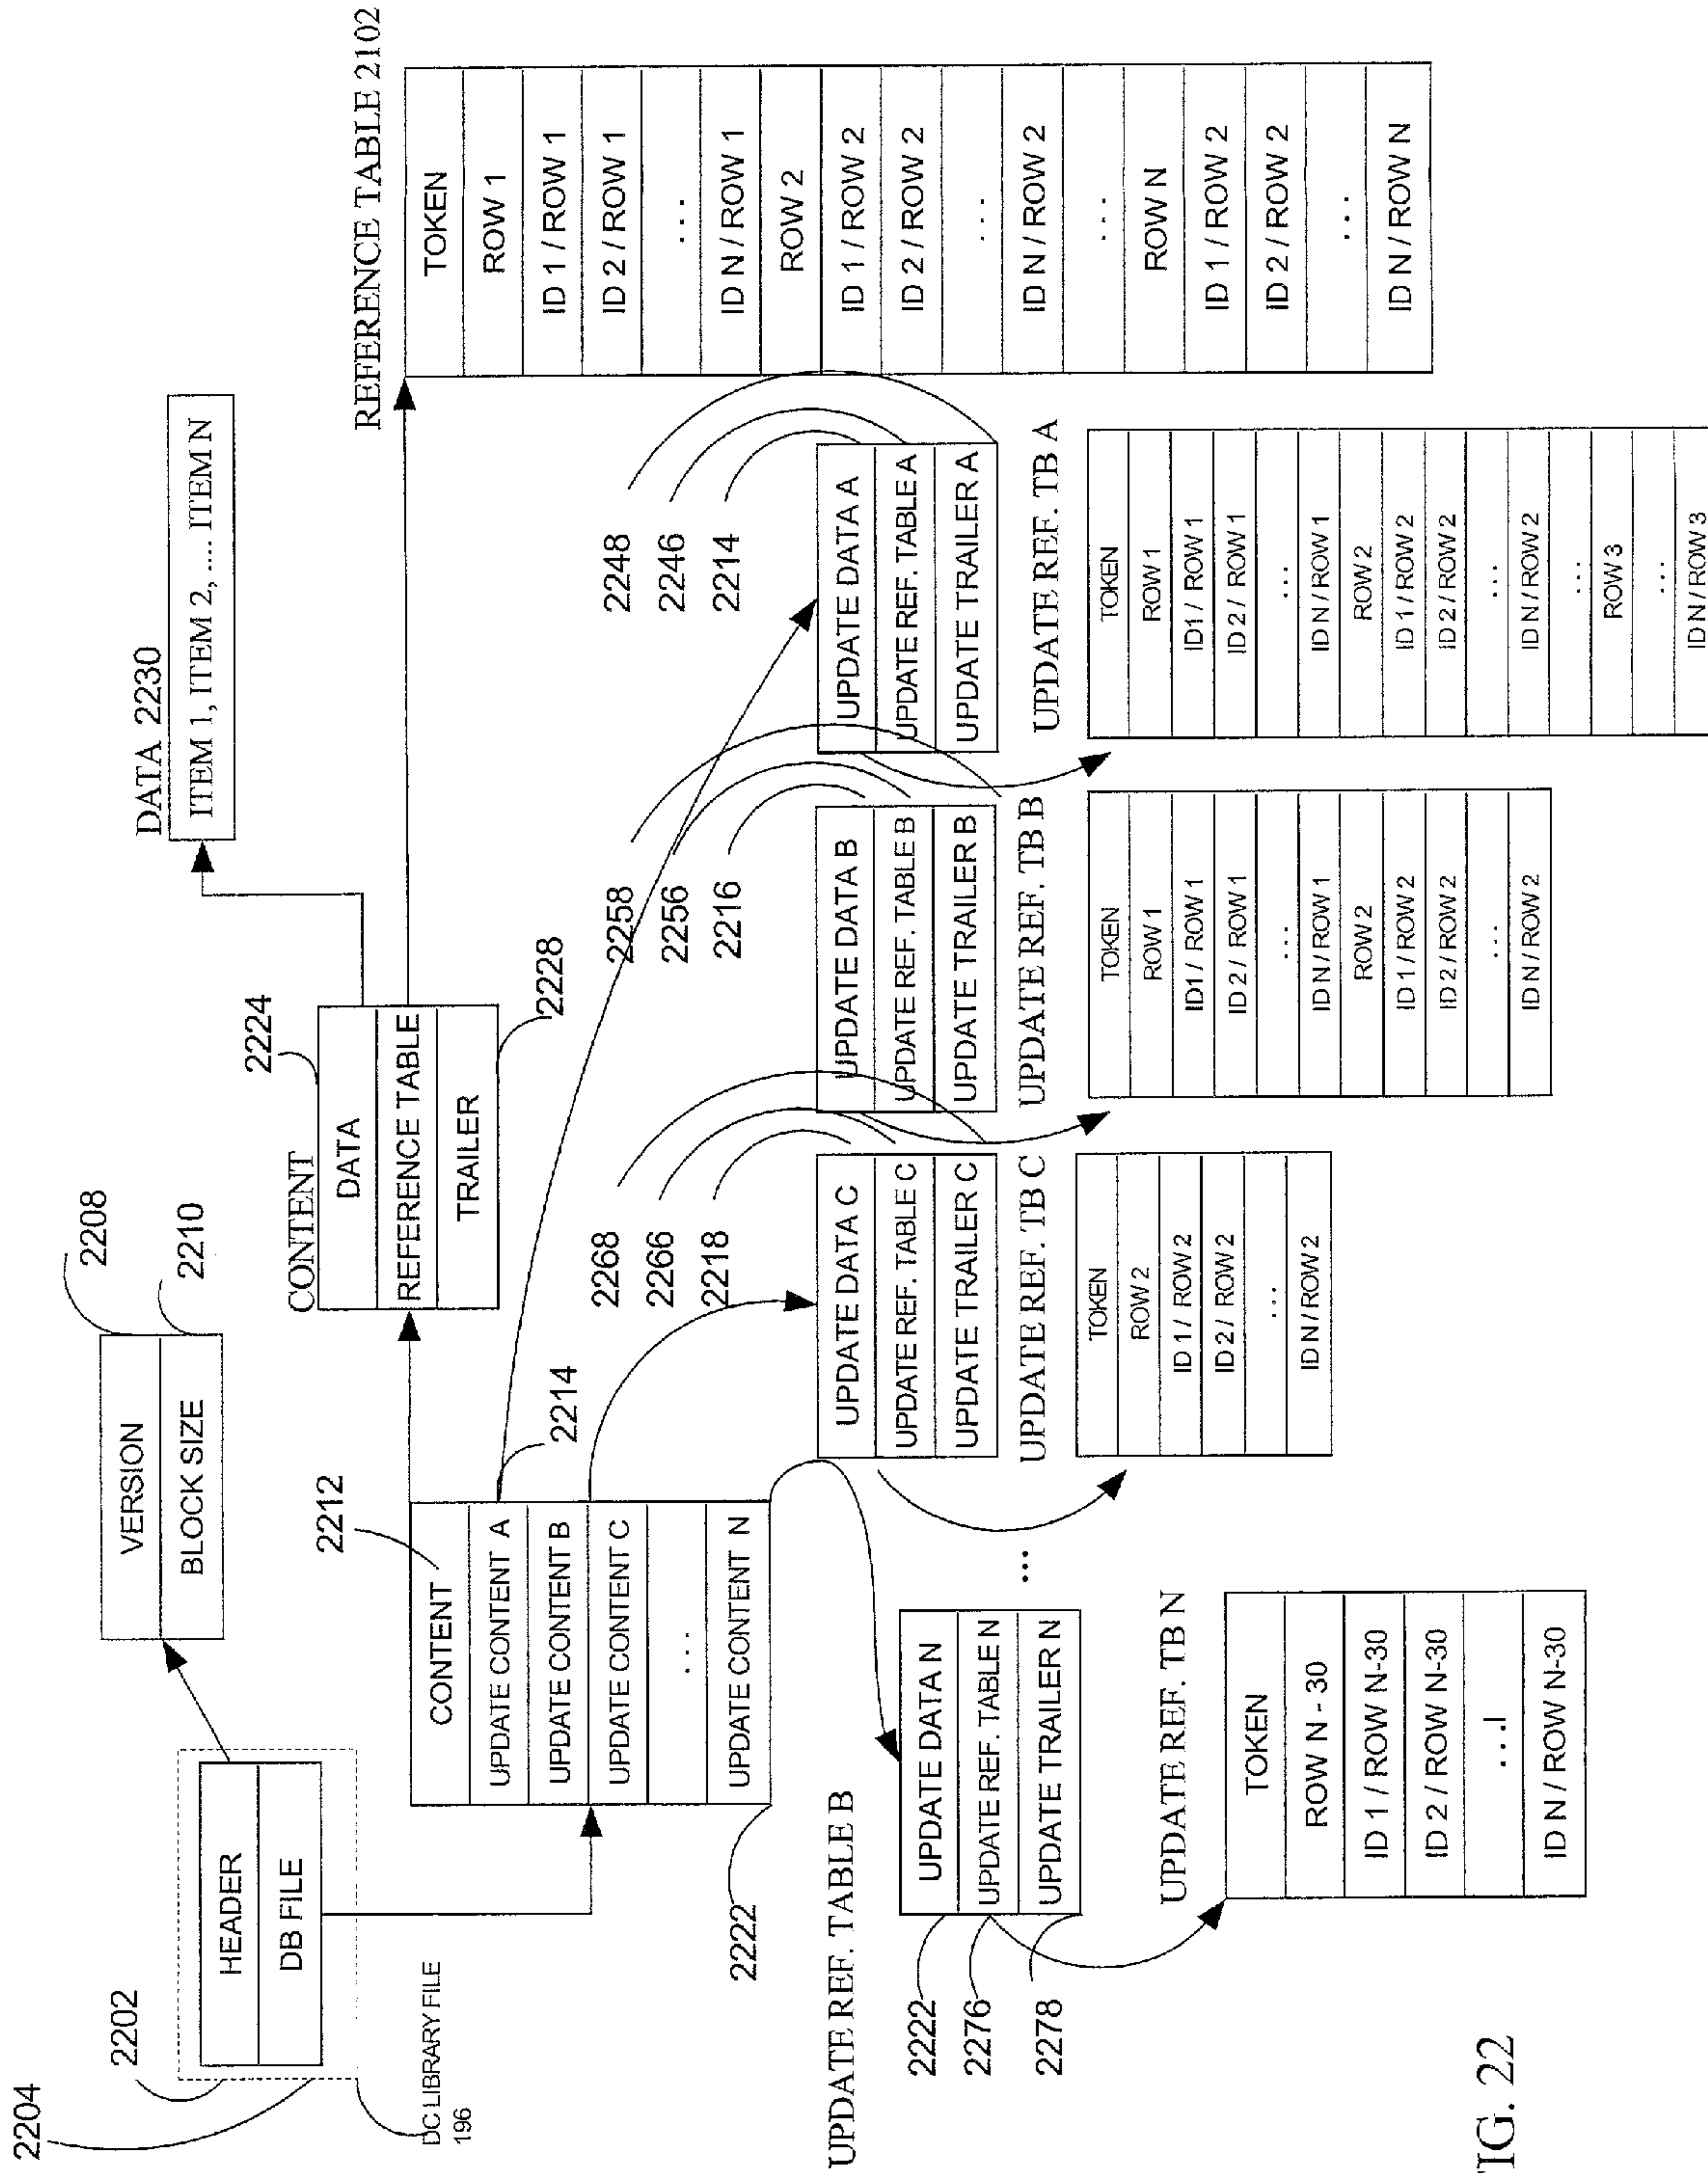 2204
2202
HEADER
DB FILE
DC LIBRARY FILE
196
2208
2210
VERSION
BLOCK SIZE
2212
CONTENT
UPDATE CONTENT A
UPDATE CONTENT B
UPDATE CONTENT C
...
UPDATE CONTENT N
2214
2222
CONTENT
2224
DATA
REFERENCE TABLE
TRAILER
2228
DATA 2230
ITEM 1, ITEM 2, .... ITEM N
REFERENCE TABLE 2102
TOKEN
ROW 1
ID 1 / ROW 1
ID 2 / ROW 1
...
ID N / ROW 1
ROW 2
ID 1 / ROW 2
ID 2 / ROW 2
...
ID N / ROW 2
...
ROW N
ID 1 / ROW 2
ID 2 / ROW 2
...
ID N / ROW N
2248
2246
2214
UPDATE DATA A
UPDATE REF. TABLE A
UPDATE TRAILER A
UPDATE REF. TB A
TOKEN
ROW 1
ID1 / ROW 1
ID 2 / ROW 1
...
ID N / ROW 1
ROW 2
ID 1 / ROW 2
ID 2 / ROW 2
...
ID N / ROW 2
...
ROW 3
...
ID N / ROW 3
2258
2256
2216
UPDATE DATA B
UPDATE REF. TABLE B
UPDATE TRAILER B
UPDATE REF. TB B
TOKEN
ROW 1
ID1 / ROW 1
ID 2 / ROW 1
...
ID N / ROW 1
ROW 2
ID 1 / ROW 2
ID 2 / ROW 2
...
ID N / ROW 2
2268
2266
2218
UPDATE DATA C
UPDATE REF. TABLE C
UPDATE TRAILER C
UPDATE REF. TB C
TOKEN
ROW 2
ID 1 / ROW 2
ID 2 / ROW 2
...
ID N / ROW 2
...
UPDATE REF. TABLE B
UPDATE DATA N
UPDATE REF. TABLE N
UPDATE TRAILER N
2222
2276
2278
UPDATE REF. TB N
TOKEN
ROW N - 30
ID 1 / ROW N-30
ID 2 / ROW N-30
...
ID N / ROW N-30
FIG. 22